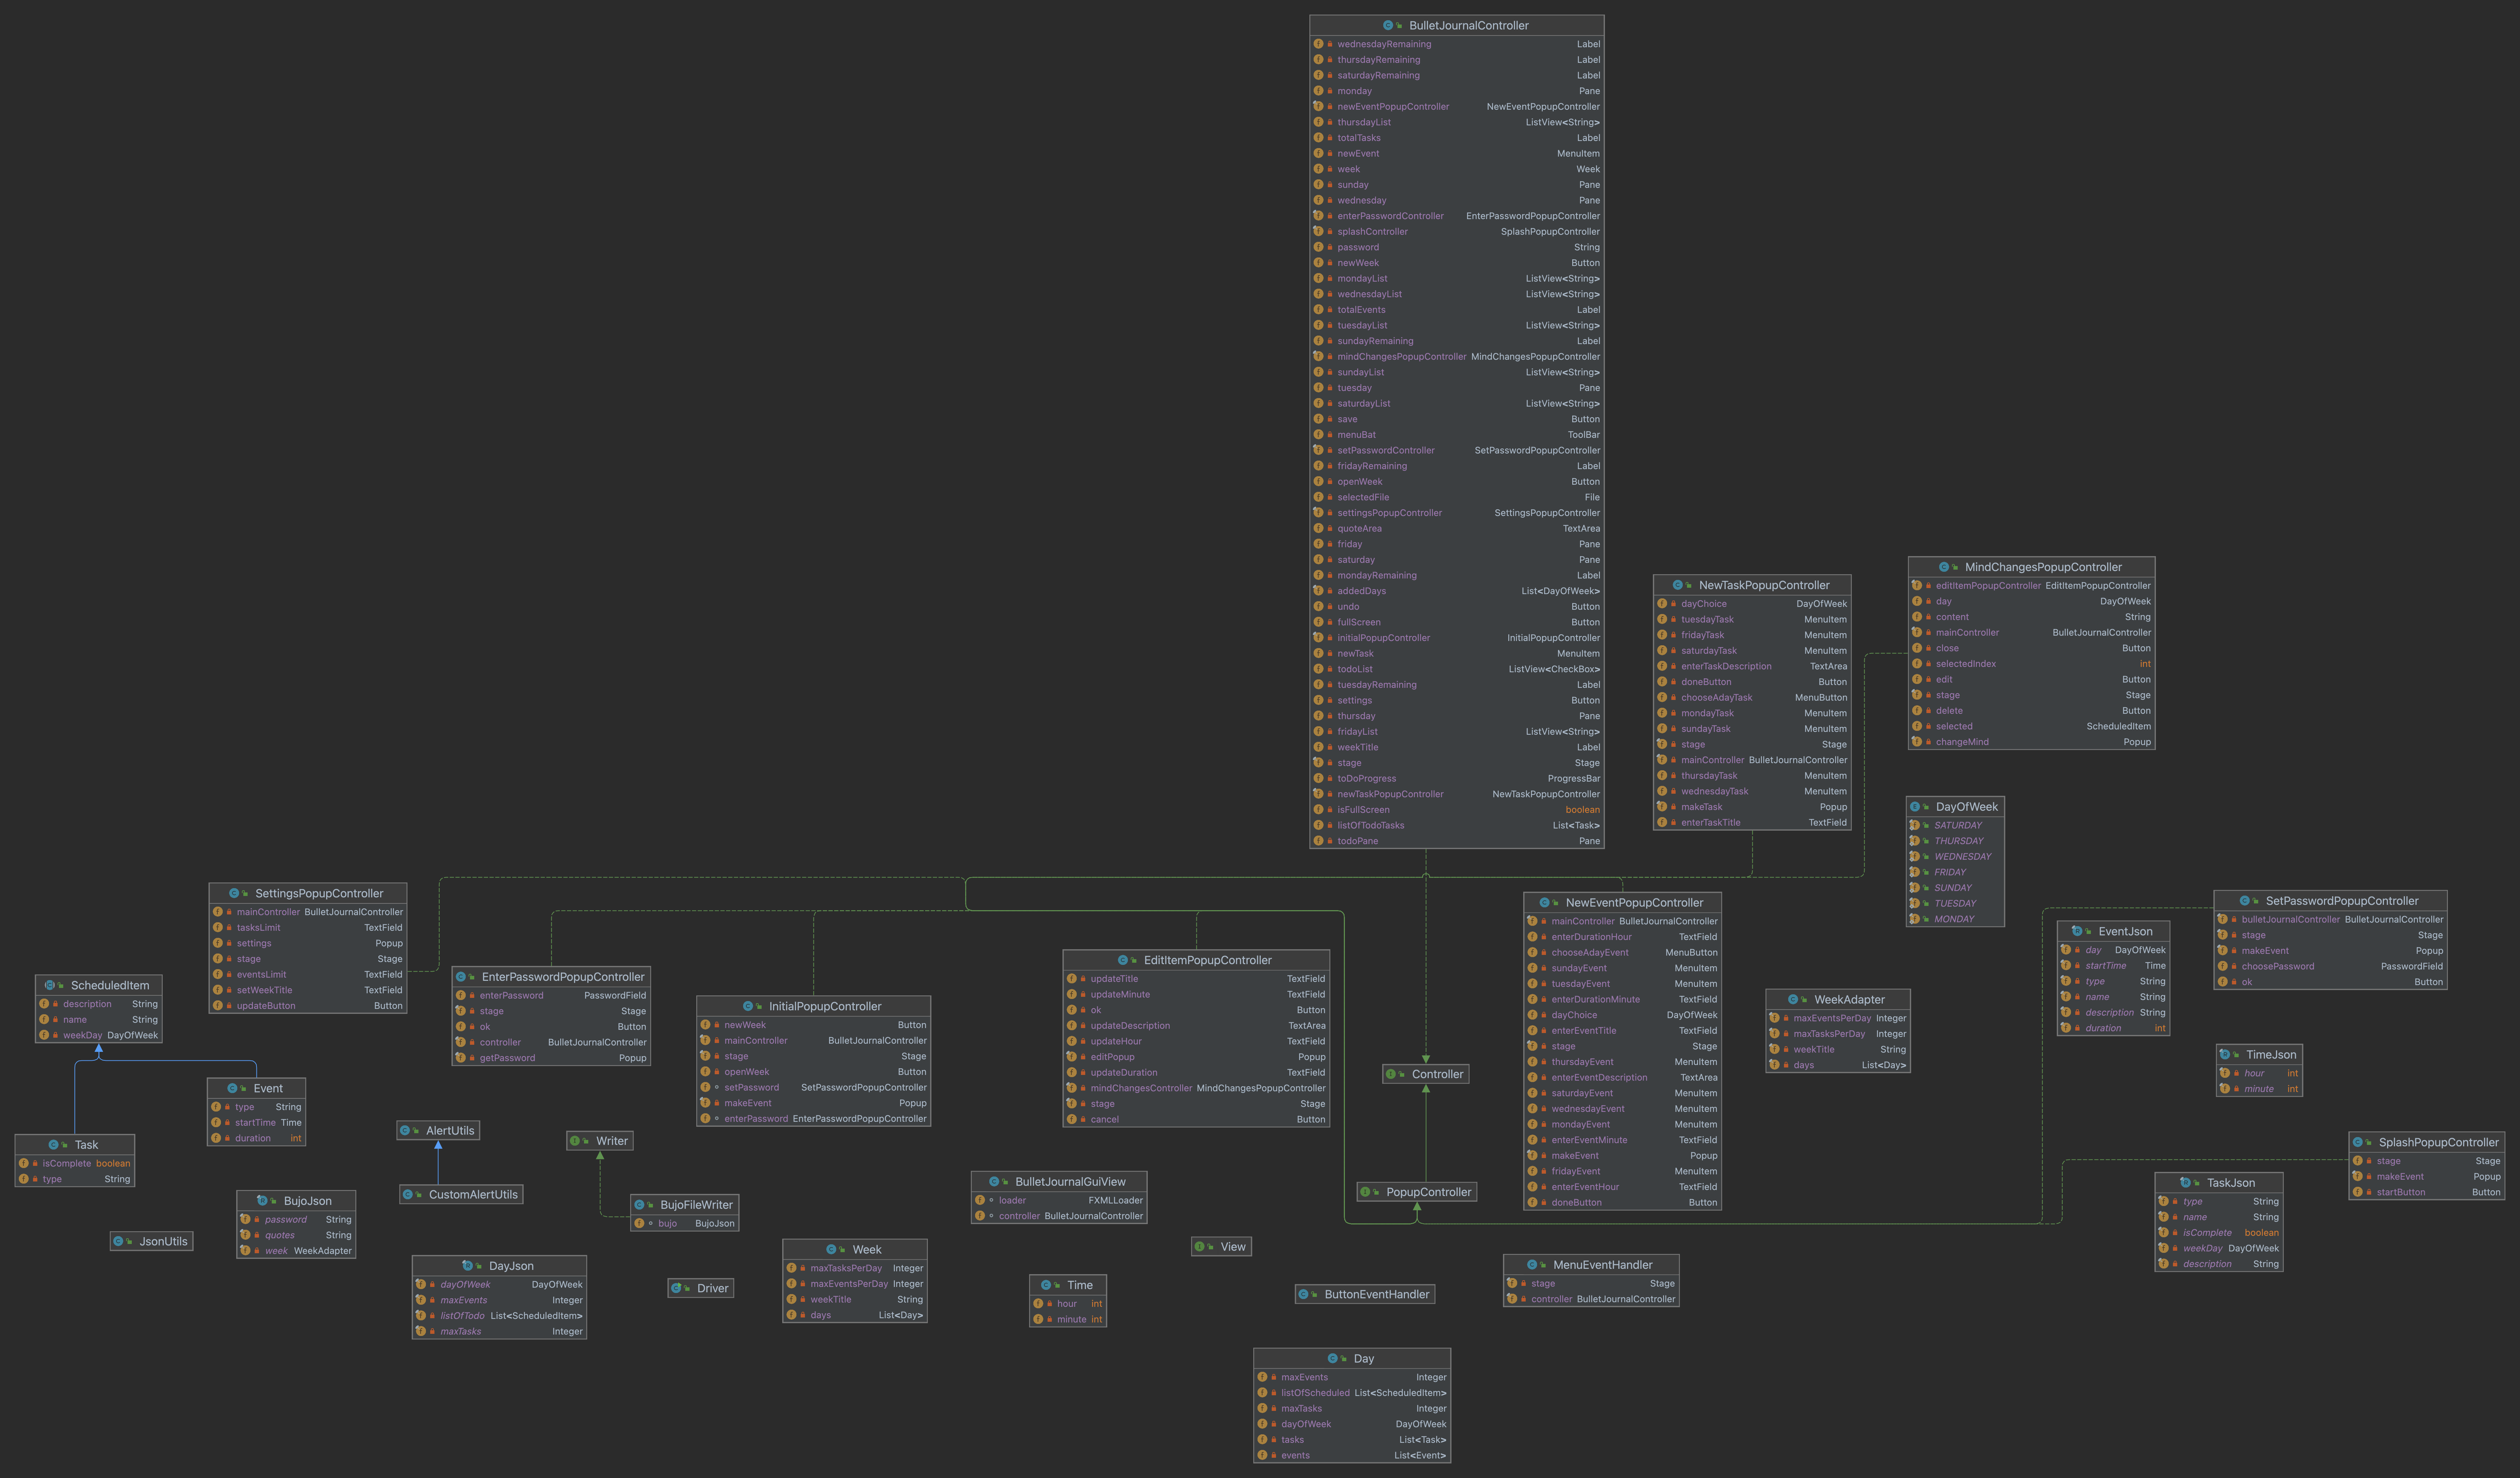 BulletJournalController
wednesdayRemaining Label
thursdayRemaining Label
saturdayRemaining Label
monday Pane
newEventPopupController NewEventPopupController
thursdayList ListView<String>
totalTasks Label
newEvent MenuItem
week Week
sunday Pane
wednesday Pane
enterPasswordController EnterPasswordPopupController
splashController SplashPopupController
password String
newWeek Button
mondayList ListView<String>
wednesdayList ListView<String>
totalEvents Label
tuesdayList ListView<String>
sundayRemaining Label
mindChangesPopupController MindChangesPopupController
sundayList ListView<String>
tuesday Pane
saturdayList ListView<String>
save Button
menuBat ToolBar
setPasswordController SetPasswordPopupController
fridayRemaining Label
openWeek Button
selectedFile File
settingsPopupController SettingsPopupController
quoteArea TextArea
friday Pane
saturday Pane
mondayRemaining Label
addedDays List<DayOfWeek>
undo Button
fullScreen Button
initialPopupController InitialPopupController
newTask MenuItem
todoList ListView<CheckBox>
tuesdayRemaining Label
settings Button
thursday Pane
fridayList ListView<String>
weekTitle Label
stage Stage
toDoProgress ProgressBar
newTaskPopupController NewTaskPopupController
isFullScreen boolean
listOfTodoTasks List<Task>
todoPane Pane
NewTaskPopupController
dayChoice DayOfWeek
tuesdayTask MenuItem
fridayTask MenuItem
saturdayTask MenuItem
enterTaskDescription TextArea
doneButton Button
chooseAdayTask MenuButton
mondayTask MenuItem
sundayTask MenuItem
stage Stage
mainController BulletJournalController
thursdayTask MenuItem
wednesdayTask MenuItem
makeTask Popup
enterTaskTitle TextField
MindChangesPopupController
editItemPopupController EditItemPopupController
day DayOfWeek
content String
mainController BulletJournalController
close Button
selectedIndex int
edit Button
stage Stage
delete Button
selected ScheduledItem
changeMind Popup
DayOfWeek
SATURDAY
THURSDAY
WEDNESDAY
FRIDAY
SUNDAY
TUESDAY
MONDAY
SettingsPopupController
mainController BulletJournalController
tasksLimit TextField
settings Popup
stage Stage
eventsLimit TextField
setWeekTitle TextField
updateButton Button
NewEventPopupController
mainController BulletJournalController
enterDurationHour TextField
chooseAdayEvent MenuButton
sundayEvent MenuItem
tuesdayEvent MenuItem
enterDurationMinute TextField
dayChoice DayOfWeek
enterEventTitle TextField
stage Stage
thursdayEvent MenuItem
enterEventDescription TextArea
saturdayEvent MenuItem
wednesdayEvent MenuItem
mondayEvent MenuItem
enterEventMinute TextField
makeEvent Popup
fridayEvent MenuItem
enterEventHour TextField
doneButton Button
SetPasswordPopupController
bulletJournalController BulletJournalController
stage Stage
makeEvent Popup
choosePassword PasswordField
ok Button
EventJson
day DayOfWeek
startTime Time
type String
name String
description String
duration int
EditItemPopupController
updateTitle TextField
updateMinute TextField
ok Button
updateDescription TextArea
updateHour TextField
editPopup Popup
updateDuration TextField
mindChangesController MindChangesPopupController
stage Stage
cancel Button
EnterPasswordPopupController
enterPassword PasswordField
stage Stage
ok Button
controller BulletJournalController
getPassword Popup
ScheduledItem
description String
name String
weekDay DayOfWeek
WeekAdapter
maxEventsPerDay Integer
maxTasksPerDay Integer
weekTitle String
days List<Day>
InitialPopupController
newWeek Button
mainController BulletJournalController
stage Stage
openWeek Button
setPassword SetPasswordPopupController
makeEvent Popup
enterPassword EnterPasswordPopupController
TimeJson
hour int
minute int
Controller
Event
type String
startTime Time
duration int
AlertUtils
Writer
Task
isComplete boolean
type String
SplashPopupController
stage Stage
makeEvent Popup
startButton Button
BulletJournalGuiView
loader FXMLLoader
controller BulletJournalController
TaskJson
type String
name String
isComplete boolean
weekDay DayOfWeek
description String
PopupController
CustomAlertUtils
BujoJson
password String
quotes String
week WeekAdapter
BujoFileWriter
bujo BujoJson
JsonUtils
View
Week
maxTasksPerDay Integer
maxEventsPerDay Integer
weekTitle String
days List<Day>
DayJson
dayOfWeek DayOfWeek
maxEvents Integer
listOfTodo List<ScheduledItem>
maxTasks Integer
MenuEventHandler
stage Stage
controller BulletJournalController
Driver
Time
hour int
minute int
ButtonEventHandler
Day
maxEvents Integer
listOfScheduled List<ScheduledItem>
maxTasks Integer
dayOfWeek DayOfWeek
tasks List<Task>
events List<Event>